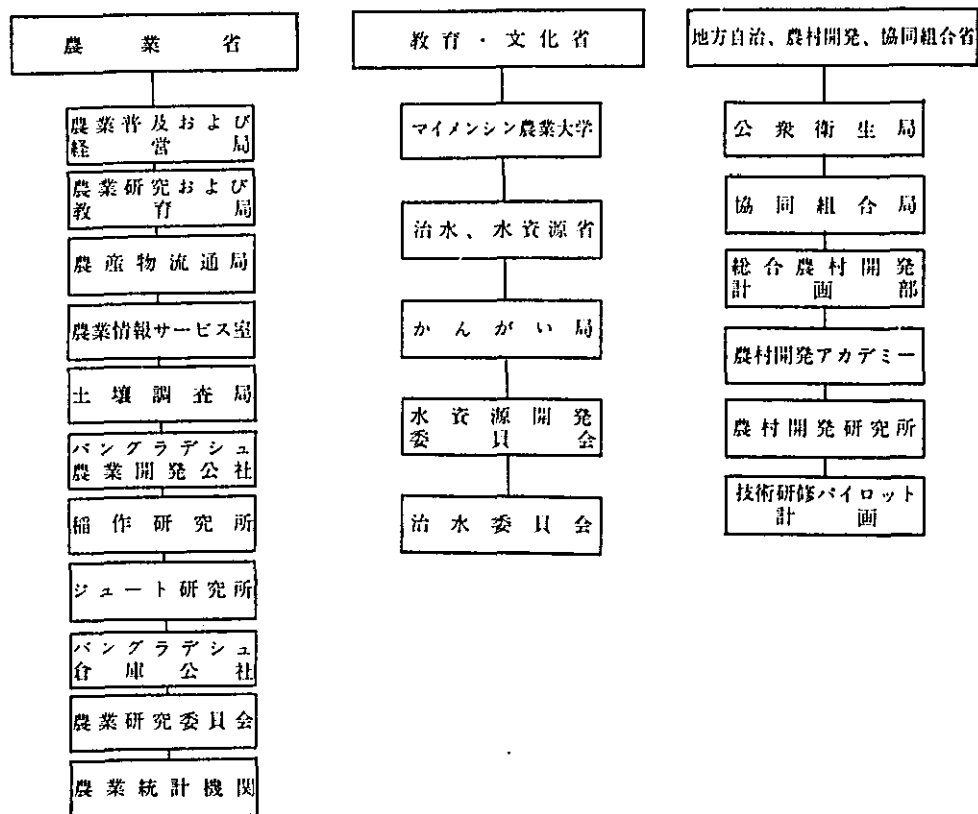 農業省
農業普及および
経営局
農業研究および
教育局
農産物流通局
農業情報サービス室
土壌調査局
バングラデシュ
農業開発公社
稲作研究所
ジュート研究所
バングラデシュ
倉庫公社
農業研究委員会
農業統計機関
教育・文化省
マイメンシン農業大学
治水、水資源省
かんがい局
水資源開発
委員会
治水委員会
地方自治、農村開発、協同組合省
公衆衛生局
協同組合局
総合農村開発
計画部
農村開発アカデミー
農村開発研究所
技術研修パイロット
計画